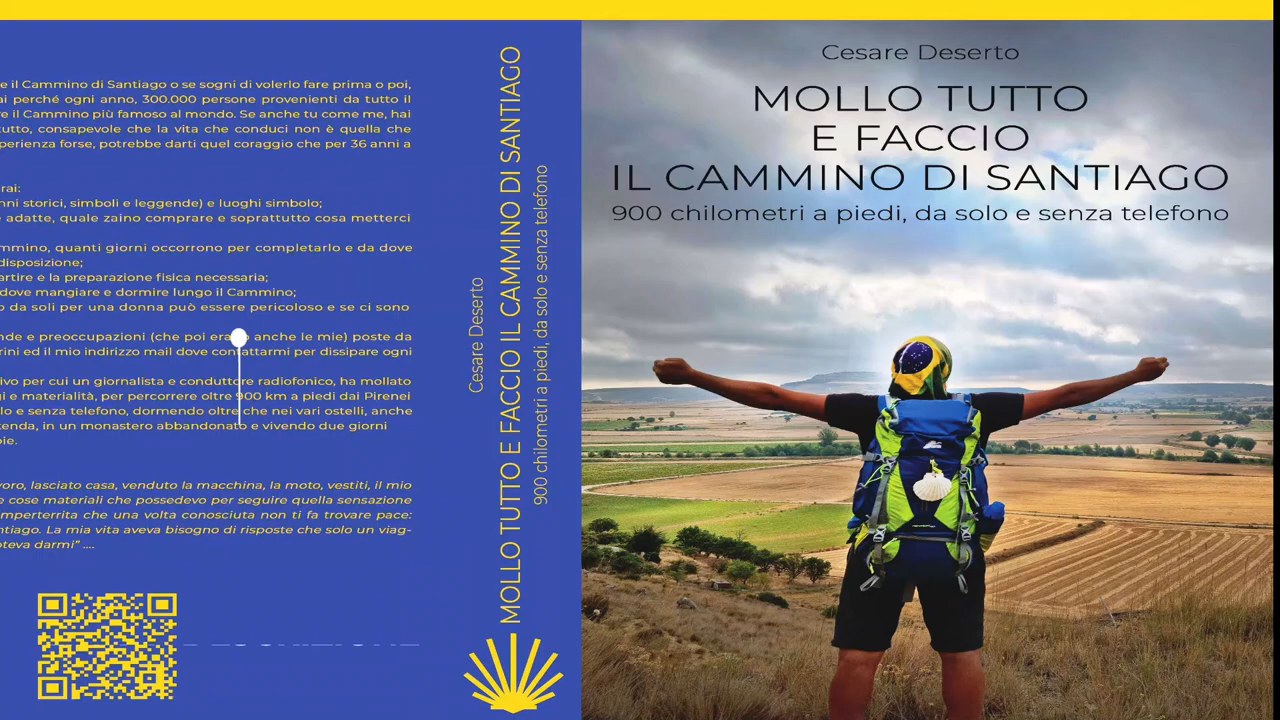 e il Cammino di Santiago o se sogni di volerlo fare prima o poi,
ai perché ogni anno, 300.000 persone provenienti da tutto il
e il Cammino più famoso al mondo. Se anche tu come me, hai
utto, consapevole che la vita che conduci non è quella che
perienza forse, potrebbe darti quel coraggio che per 36 anni a
rai:
nni storici, simboli e leggende) e luoghi simbolo;
e adatte, quale zaino comprare e soprattutto cosa metterci
mmino, quanti giorni occorrono per completarlo e da dove
disposizione;
artire e la preparazione fisica necessaria;
dove mangiare e dormire lungo il Cammino;
o da soli per una donna può essere pericoloso e se ci sono
nde e preoccupazioni (che poi erano anche le mie) poste da
rini ed il mio indirizzo mail dove contattarmi per dissipare ogni
ivo per cui un giornalista e conduttore radiofonico, ha mollato
gi e materialità, per percorrere oltre 900 km a piedi dai Pirenei
lo e senza telefono, dormendo oltre che nei vari ostelli, anche
tenda, in un monastero abbandonato e vivendo due giorni
pie.
voro, lasciato casa, venduto la macchina, la moto, vestiti, il mio
e cose materiali che possedevo per seguire quella sensazione
mperterrita che una volta conosciuta non ti fa trovare pace:
ntiago. La mia vita aveva bisogno di risposte che solo un viag-
oteva darmi” ....
Cesare Deserto
MOLLO TUTTO E FACCIO IL CAMMINO DI SANTIAGO
900 chilometri a piedi, da solo e senza telefono
Cesare Deserto
MOLLO TUTTO
E FACCIO
IL CAMMINO DI SANTIAGO
900 chilometri a piedi, da solo e senza telefono